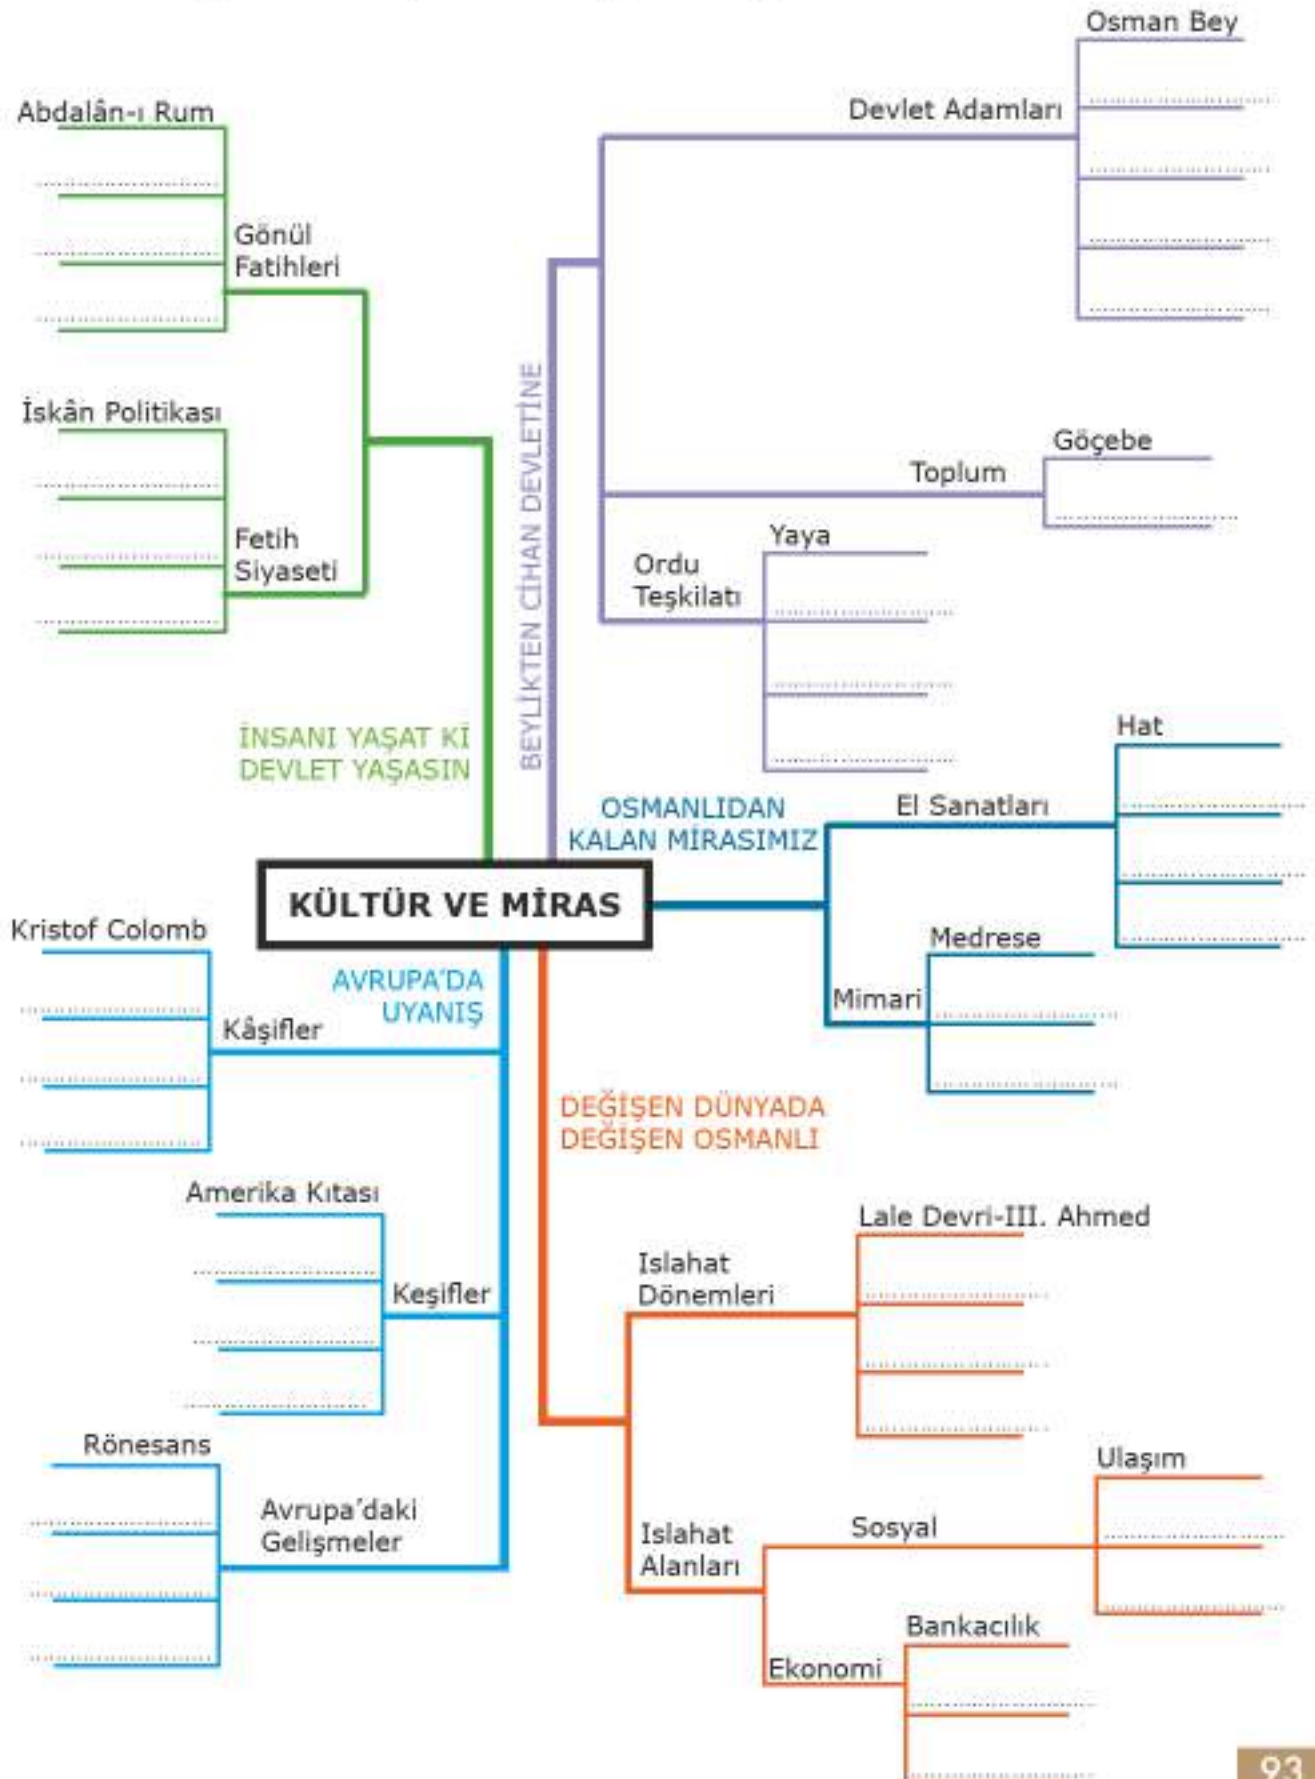 Osman Bey
Devlet Adamları
Abdalân-ı Rum
Gönül
Fatihleri
İskân Politikası
Fetih
Siyaseti
BEYLİKTEN CİHAN DEVLETİNE
Göçebe
Toplum
Yaya
Ordu
Teşkilatı
İNSANI YAŞAT Kİ
DEVLET YAŞASIN
Hat
OSMANLIDAN
KALAN MİRASIMIZ
El Sanatları
KÜLTÜR VE MİRAS
Medrese
Mimari
Kristof Colomb
AVRUPA'DA
UYANIŞ
Kâşifler
DEĞİŞEN DÜNYADA
DEĞİŞEN OSMANLI
Amerika Kıtası
Keşifler
Lale Devri-III. Ahmed
Islahat
Dönemleri
Rönesans
Avrupa'daki
Gelişmeler
Ulaşım
Islahat
Alanları
Sosyal
Bankacılık
Ekonomi
93